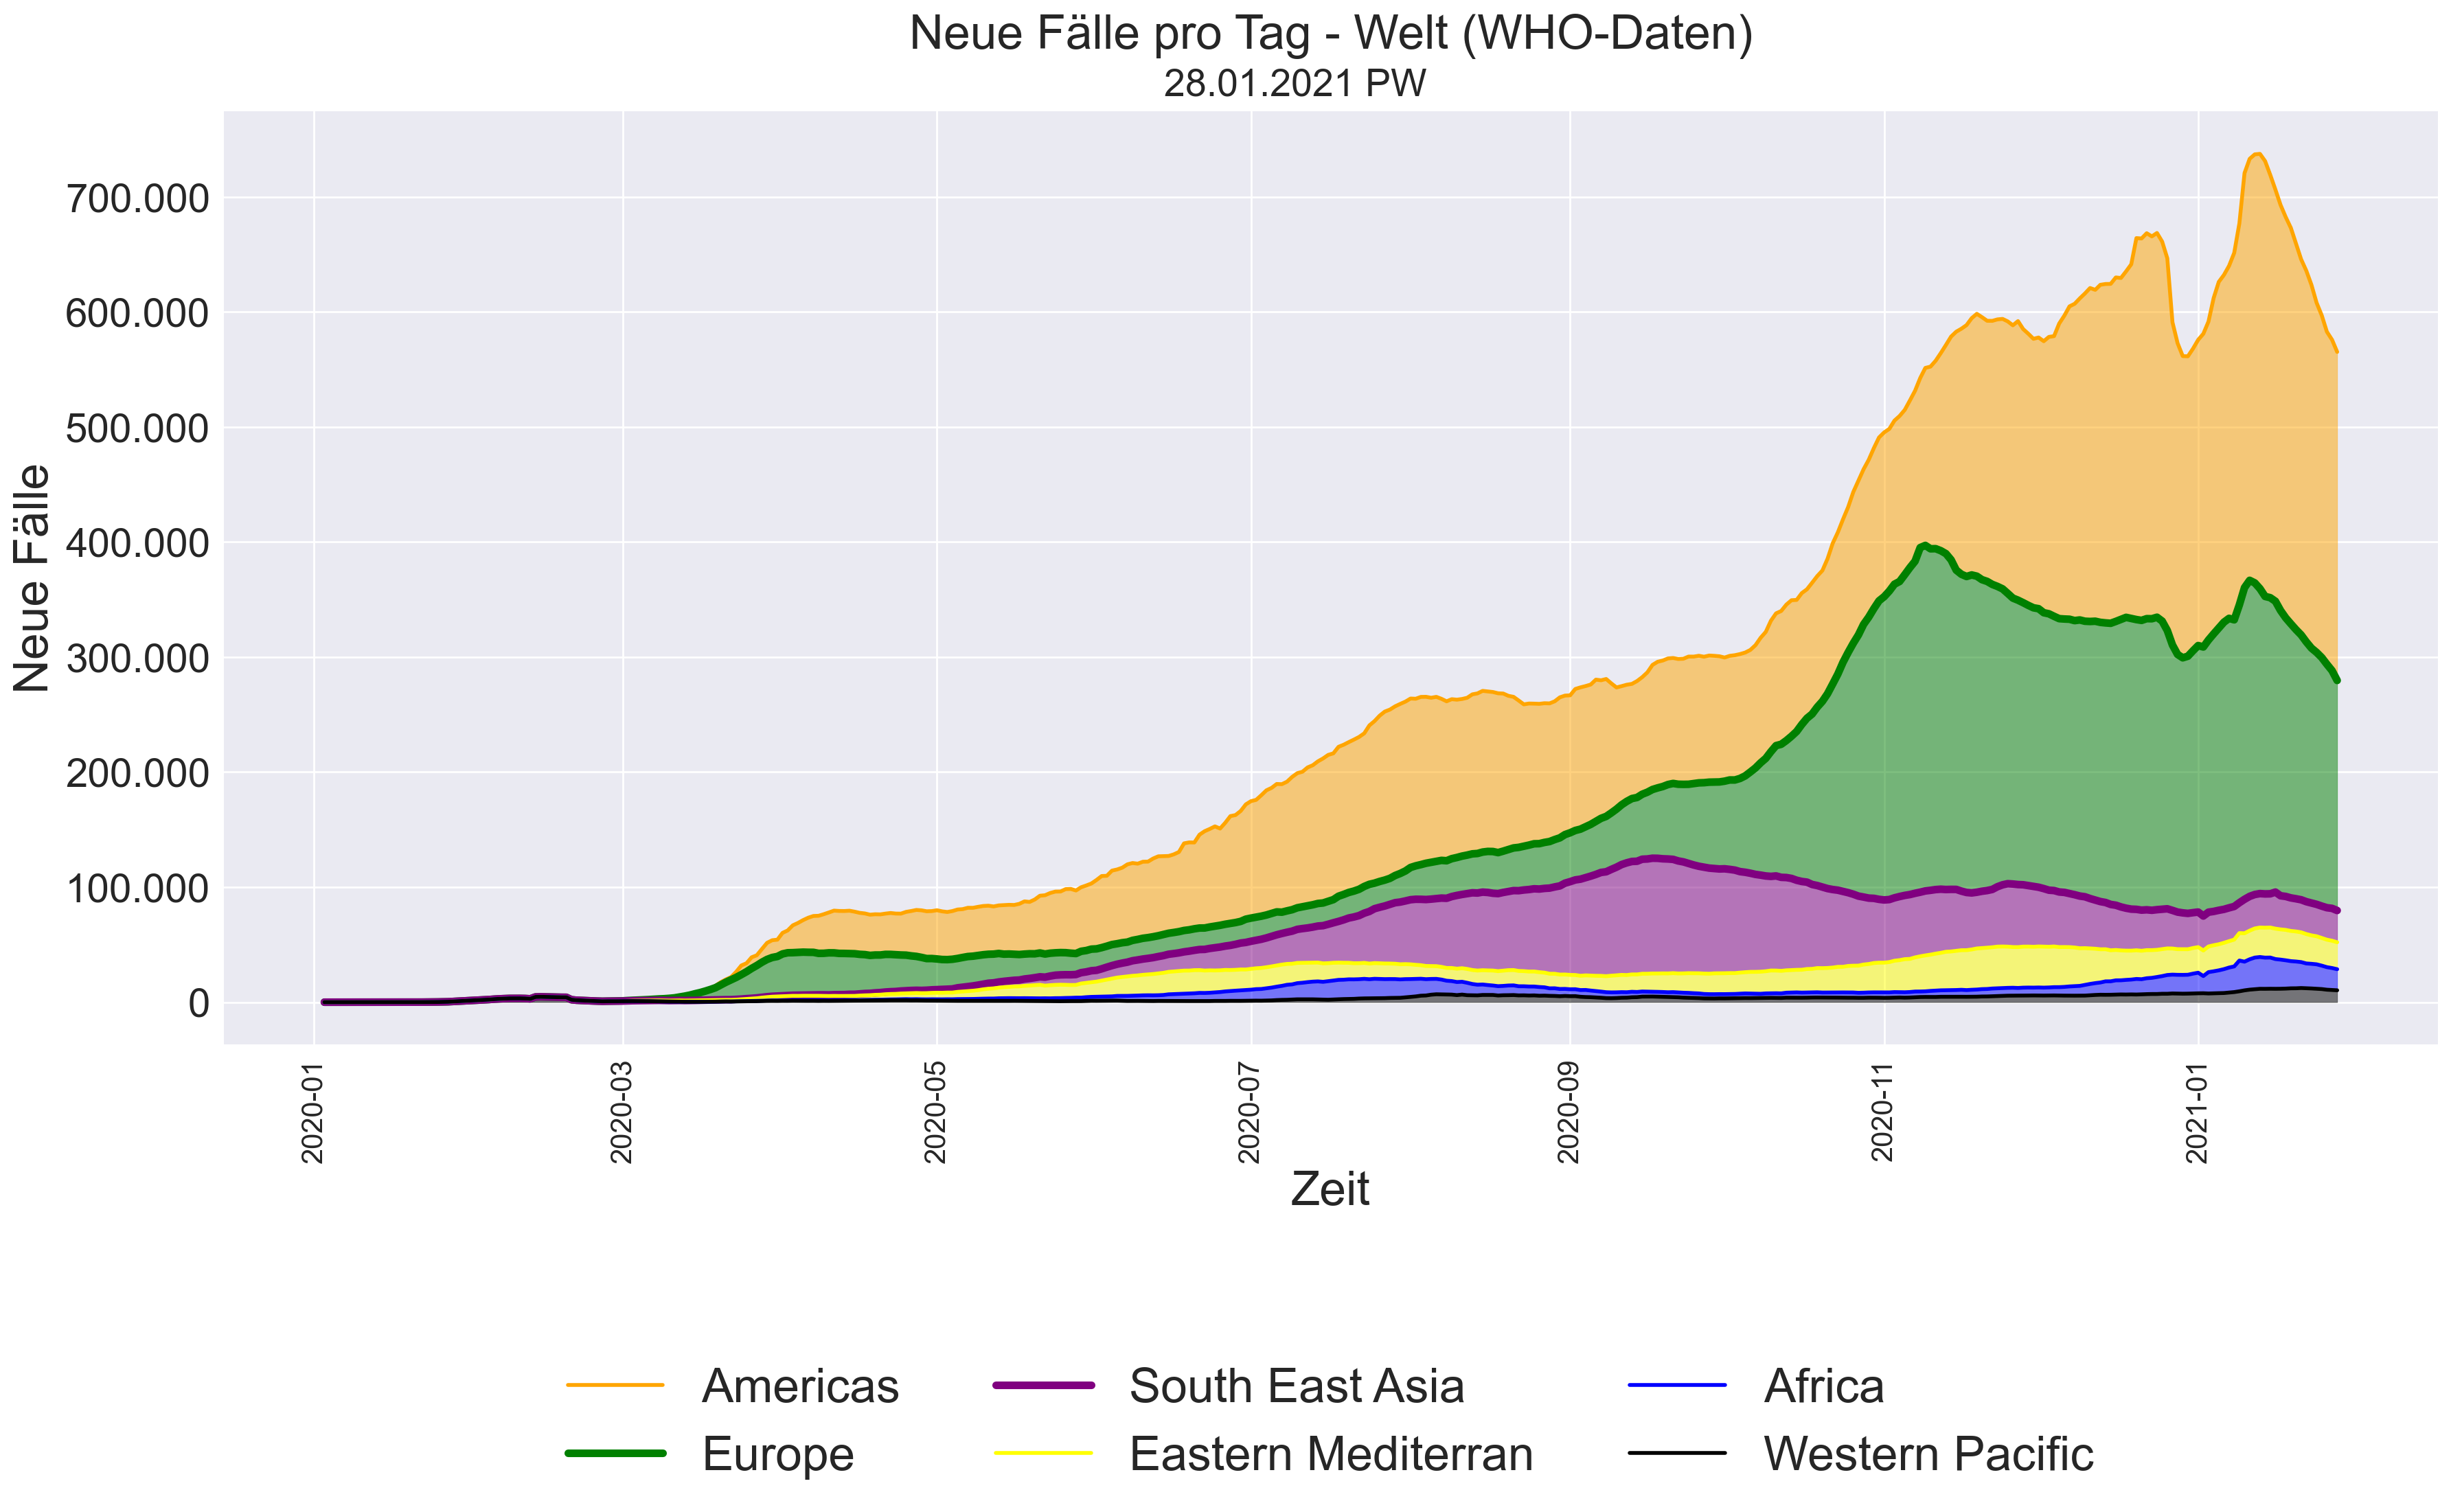 Neue Fälle pro Tag - Welt (WHO-Daten)
28.01.2021 PW
Neue Fälle
700.000
600.000
500.000
400.000
300.000
200.000
100.000
0
2020-01
2020-03
2020-05
2020-07
2020-09
2020-11
2021-01
Zeit
Americas
Europe
South East Asia
Eastern Mediterran
Africa
Western Pacific